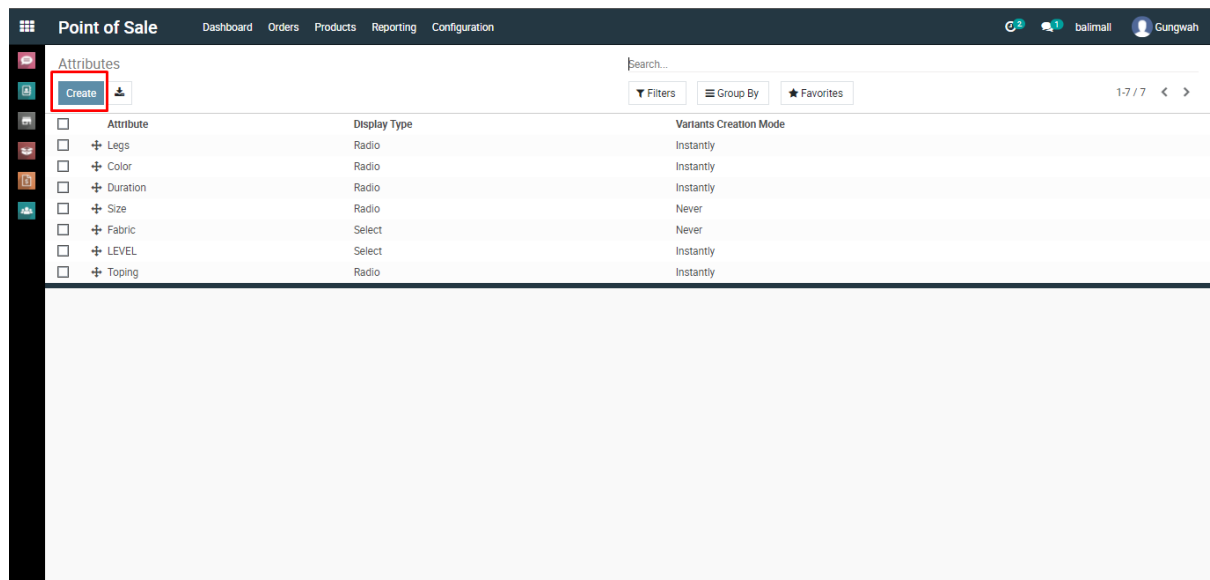 Point of Sale Dashboard Orders Products Reporting Configuration 2 1 balimall Gungwah
Attributes Search...
Create Filters Group By Favorites 1-7 / 7
Attribute Display Type Variants Creation Mode
Legs Radio Instantly
Color Radio Instantly
Duration Radio Instantly
Size Radio Never
Fabric Select Never
LEVEL Select Instantly
Toping Radio Instantly